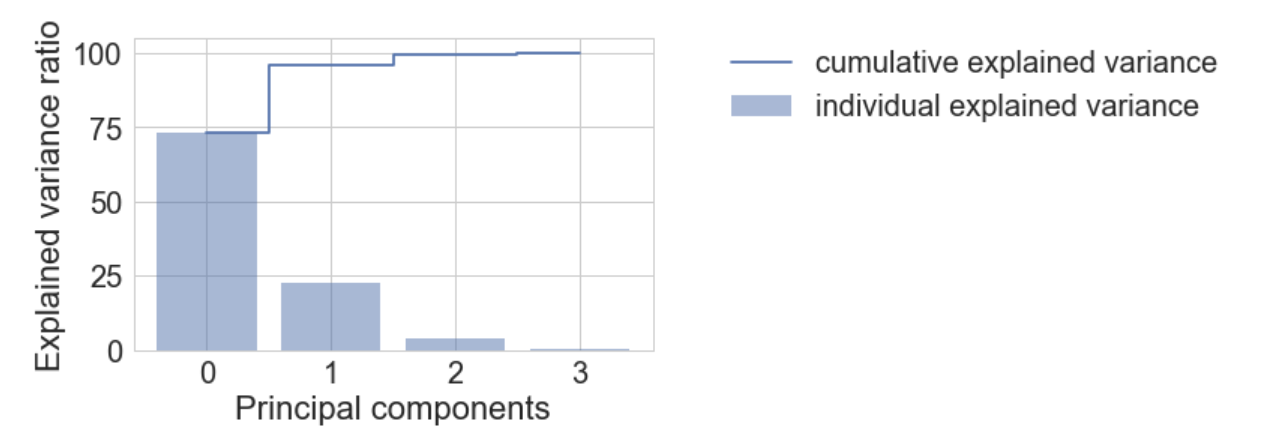 Explained variance ratio
100
75
50
25
0
0 1 2 3
Principal components
cumulative explained variance
individual explained variance